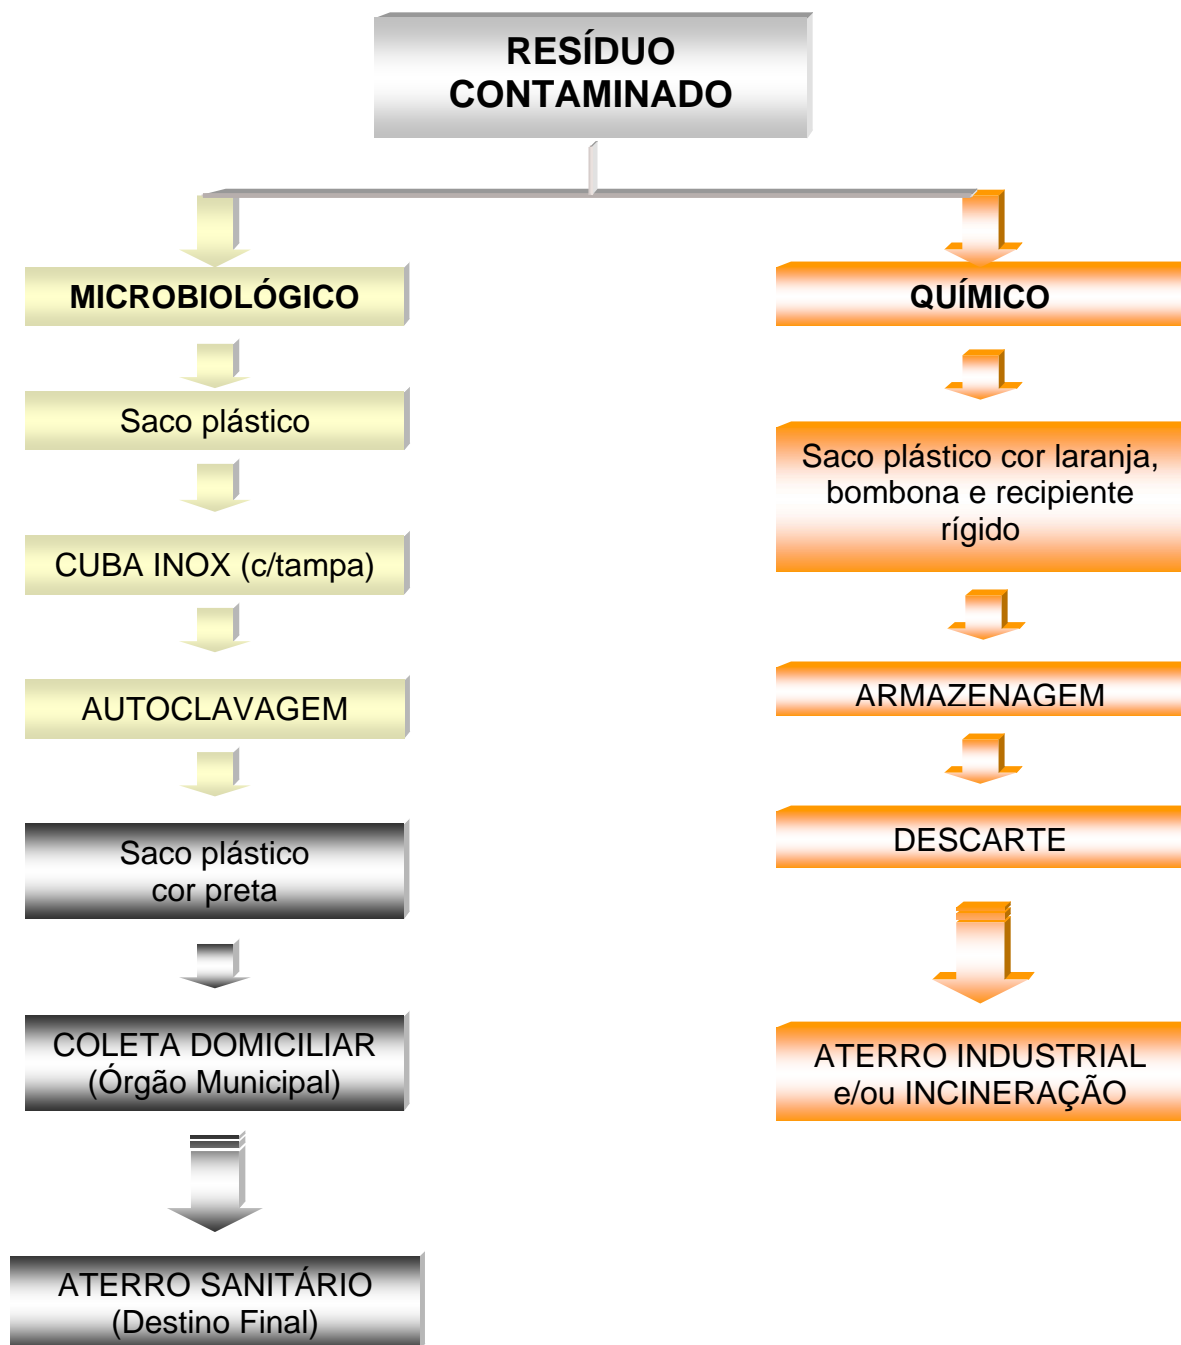 RESÍDUO
CONTAMINADO
MICROBIOLÓGICO
Saco plástico
CUBA INOX (c/tampa)
AUTOCLAVAGEM
Saco plástico
cor preta
COLETA DOMICILIAR
(Órgão Municipal)
ATERRO SANITÁRIO
(Destino Final)
QUÍMICO
Saco plástico cor laranja,
bombona e recipiente
rígido
ARMAZENAGEM
DESCARTE
ATERRO INDUSTRIAL
e/ou INCINERAÇÃO